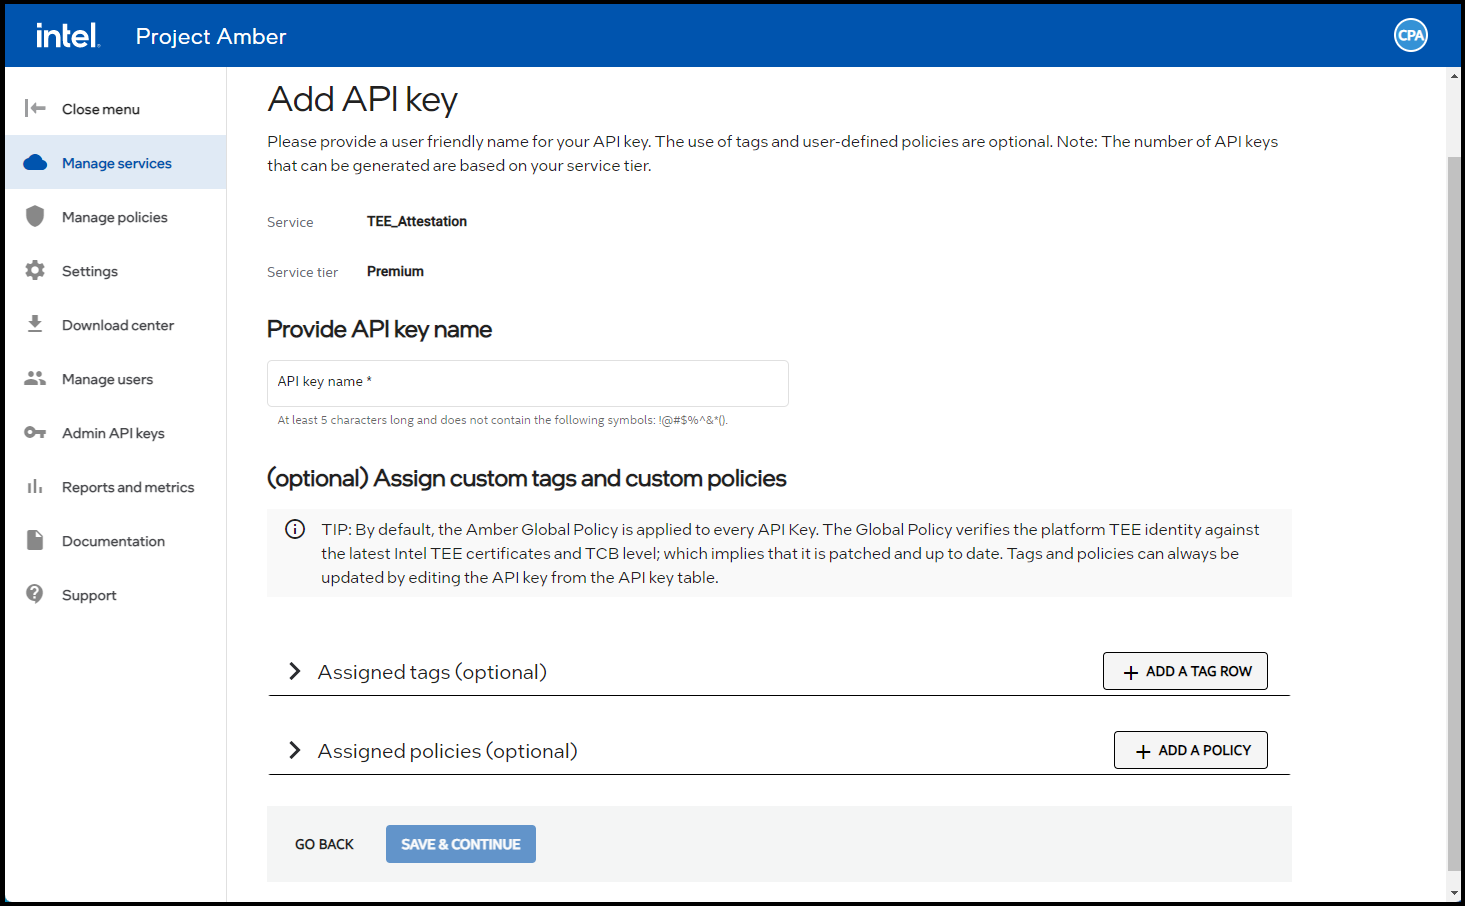 intel. Project Amber
CPA
Close menu
Manage services
Manage policies
Settings
Download center
Manage users
Admin API keys
Reports and metrics
Documentation
Support
Add API key
Please provide a user friendly name for your API key. The use of tags and user-defined policies are optional. Note: The number of API keys
that can be generated are based on your service tier.
Service TEE_Attestation
Service tier Premium
Provide API key name
API key name *
At least 5 characters long and does not contain the following symbols: !@#$%^&*().
(optional) Assign custom tags and custom policies
TIP: By default, the Amber Global Policy is applied to every API Key. The Global Policy verifies the platform TEE identity against
the latest Intel TEE certificates and TCB level; which implies that it is patched and up to date. Tags and policies can always be
updated by editing the API key from the API key table.
Assigned tags (optional) + ADD A TAG ROW
Assigned policies (optional) + ADD A POLICY
GO BACK SAVE & CONTINUE